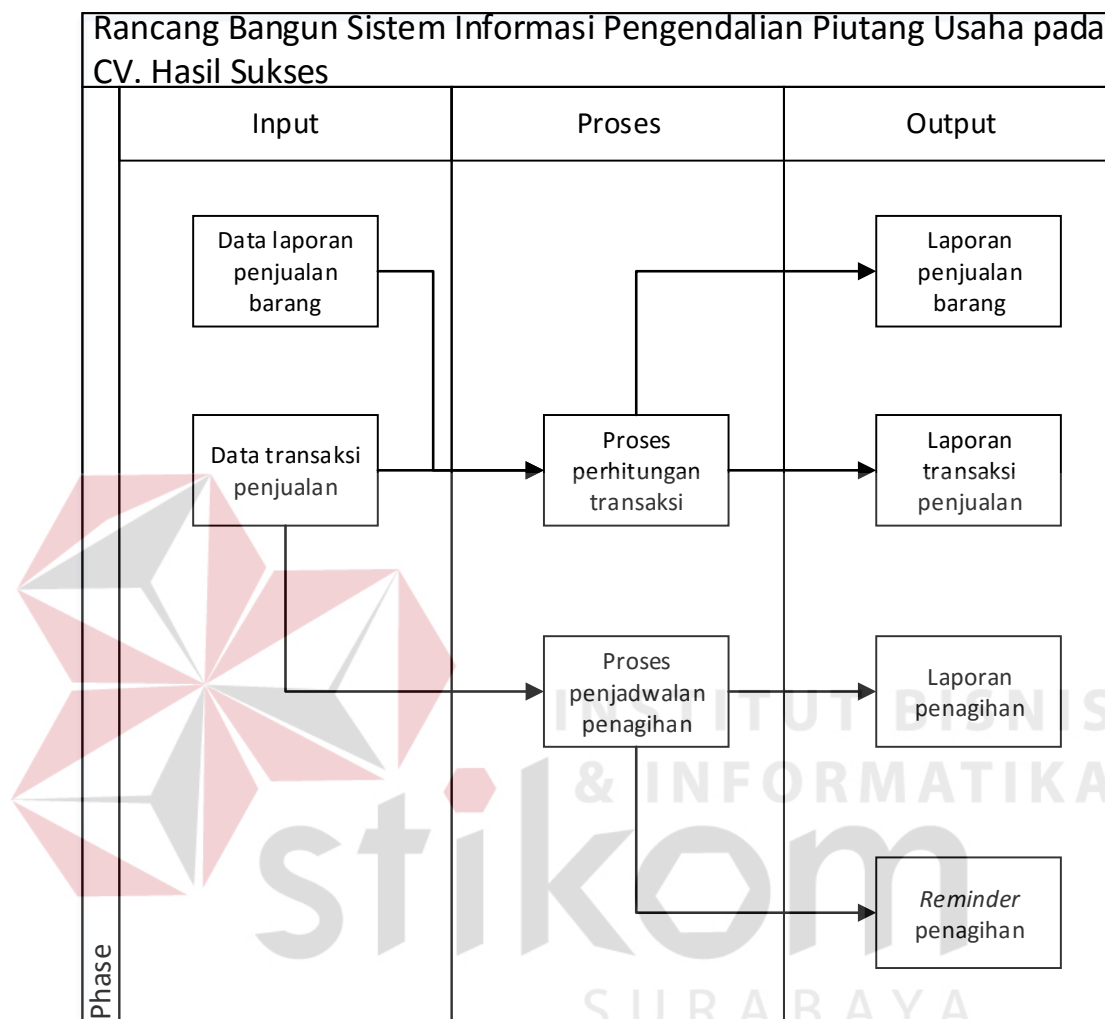 Rancang Bangun Sistem Informasi Pengendalian Piutang Usaha pada
CV. Hasil Sukses
Input
Proses
Output
Data laporan
penjualan
barang
Laporan
penjualan
barang
Data transaksi
penjualan
Proses
perhitungan
transaksi
Laporan
transaksi
penjualan
Proses
penjadwalan
penagihan
Laporan
penagihan
Reminder
penagihan
Phase
INSTITUT BISNIS
& INFORMATIKA
stikom
SURABAYA